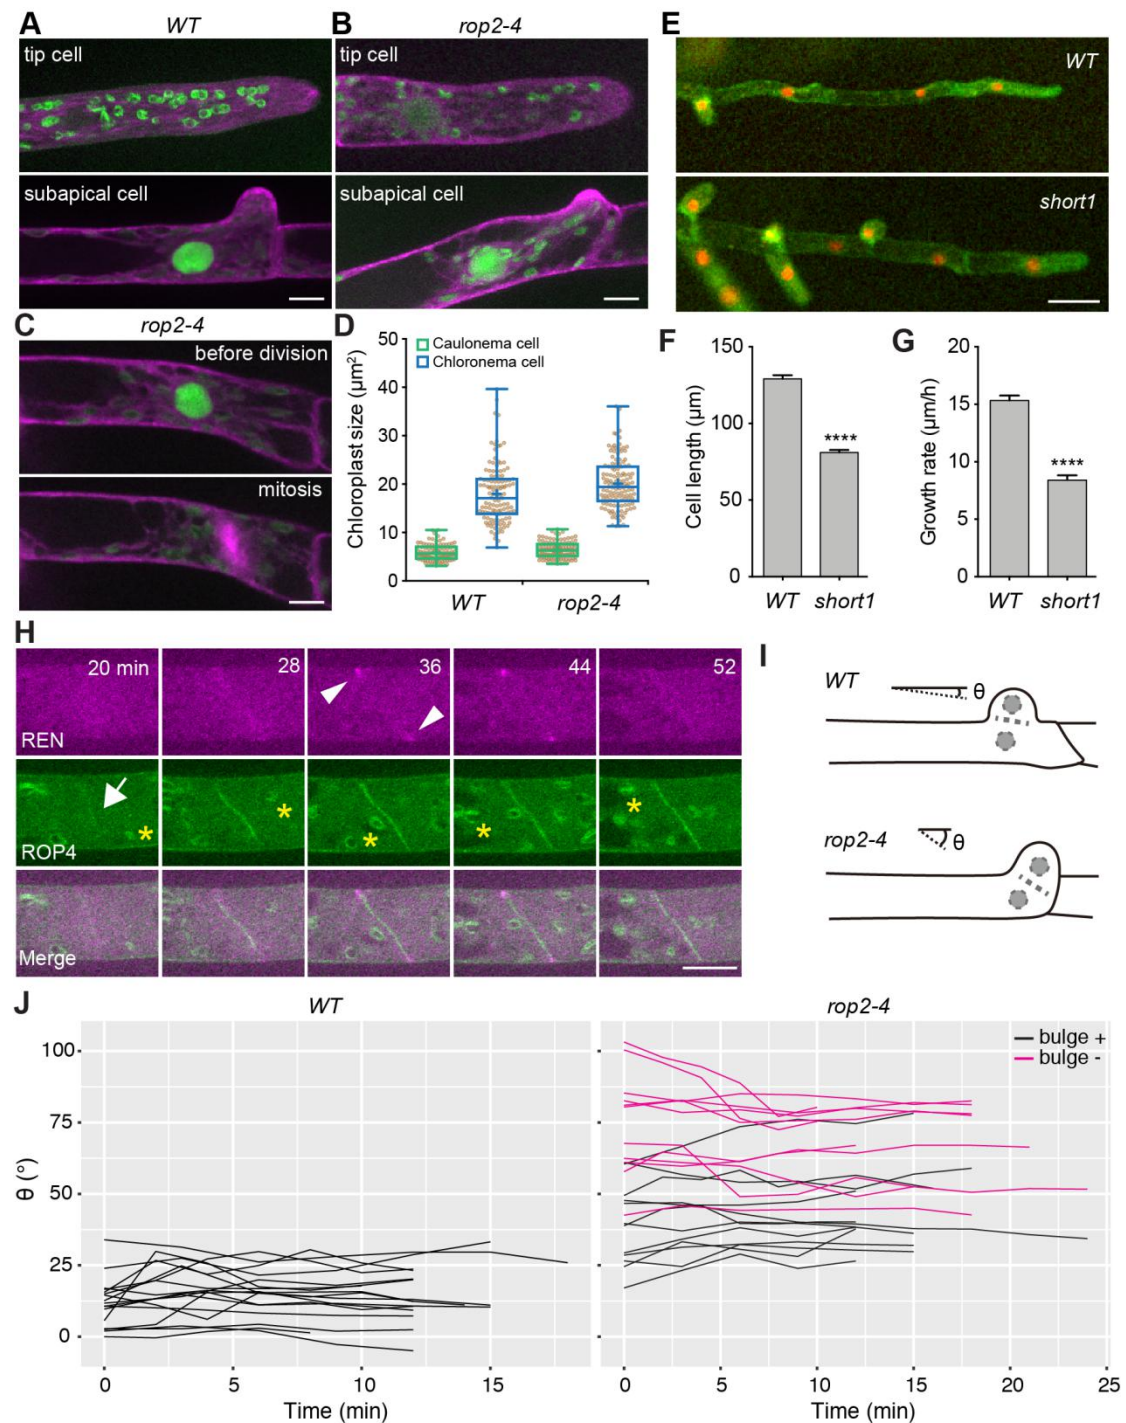 A
WT
tip cell
subapical cell
B
rop2-4
tip cell
subapical cell
E
WT
short1
C
rop2-4
before division
mitosis
D
Caulonema cell
Chloronema cell
Chloroplast size (µm²)
50
40
30
20
10
0
WT
rop2-4
F
Cell length (µm)
150
100
50
0
****
WT
short1
G
Growth rate (µm/h)
20
15
10
5
0
****
WT
short1
H
20 min
28
36
44
52
REN
*
*
*
*
*
ROP4
Merge
I
WT
θ
rop2-4
θ
J
WT
rop2-4
bulge +
bulge -
θ (°)
100
75
50
25
0
0
5
10
15
Time (min)
0
5
10
15
20
25
Time (min)